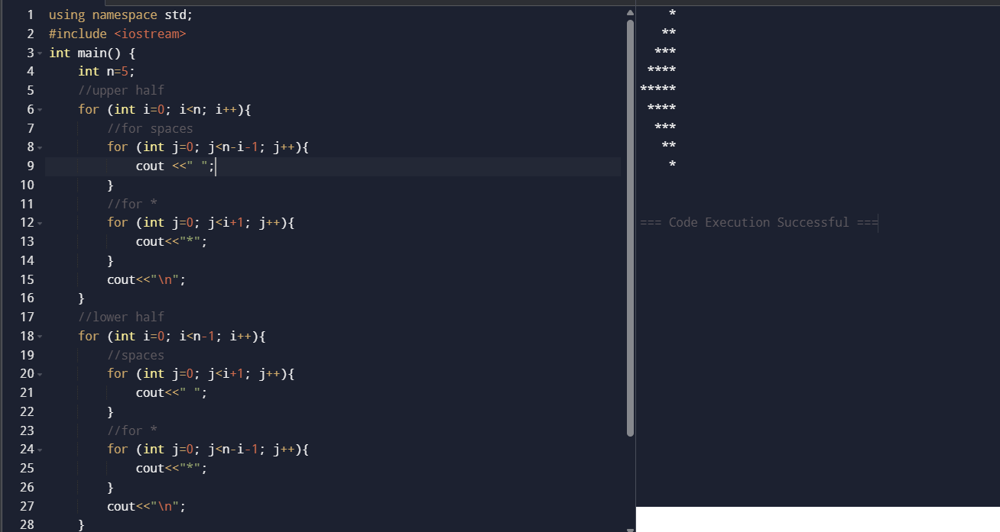 1 using namespace std;
2 #include <iostream>
3 int main() {
4     int n=5;
5     //upper half
6     for (int i=0; i<n; i++){
7         //for spaces
8         for (int j=0; j<n-i-1; j++){
9             cout <<" ";
10         }
11         //for *
12         for (int j=0; j<i+1; j++){
13             cout<<"*";
14         }
15         cout<<"\n";
16     }
17     //lower half
18     for (int i=0; i<n-1; i++){
19         //spaces
20         for (int j=0; j<i+1; j++){
21             cout<<" ";
22         }
23         //for *
24         for (int j=0; j<n-i-1; j++){
25             cout<<"*";
26         }
27         cout<<"\n";
28     }
    *
   **
  ***
 ****
*****
 ****
  ***
   **
    *
=== Code Execution Successful ===